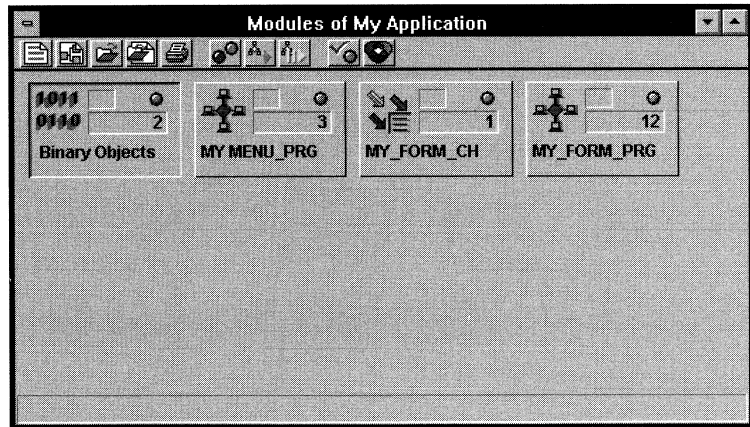 Modules of My Application
1011
0110
2
Binary Objects
3
MY MENU_PRG
1
MY_FORM_CH
12
MY_FORM_PRG